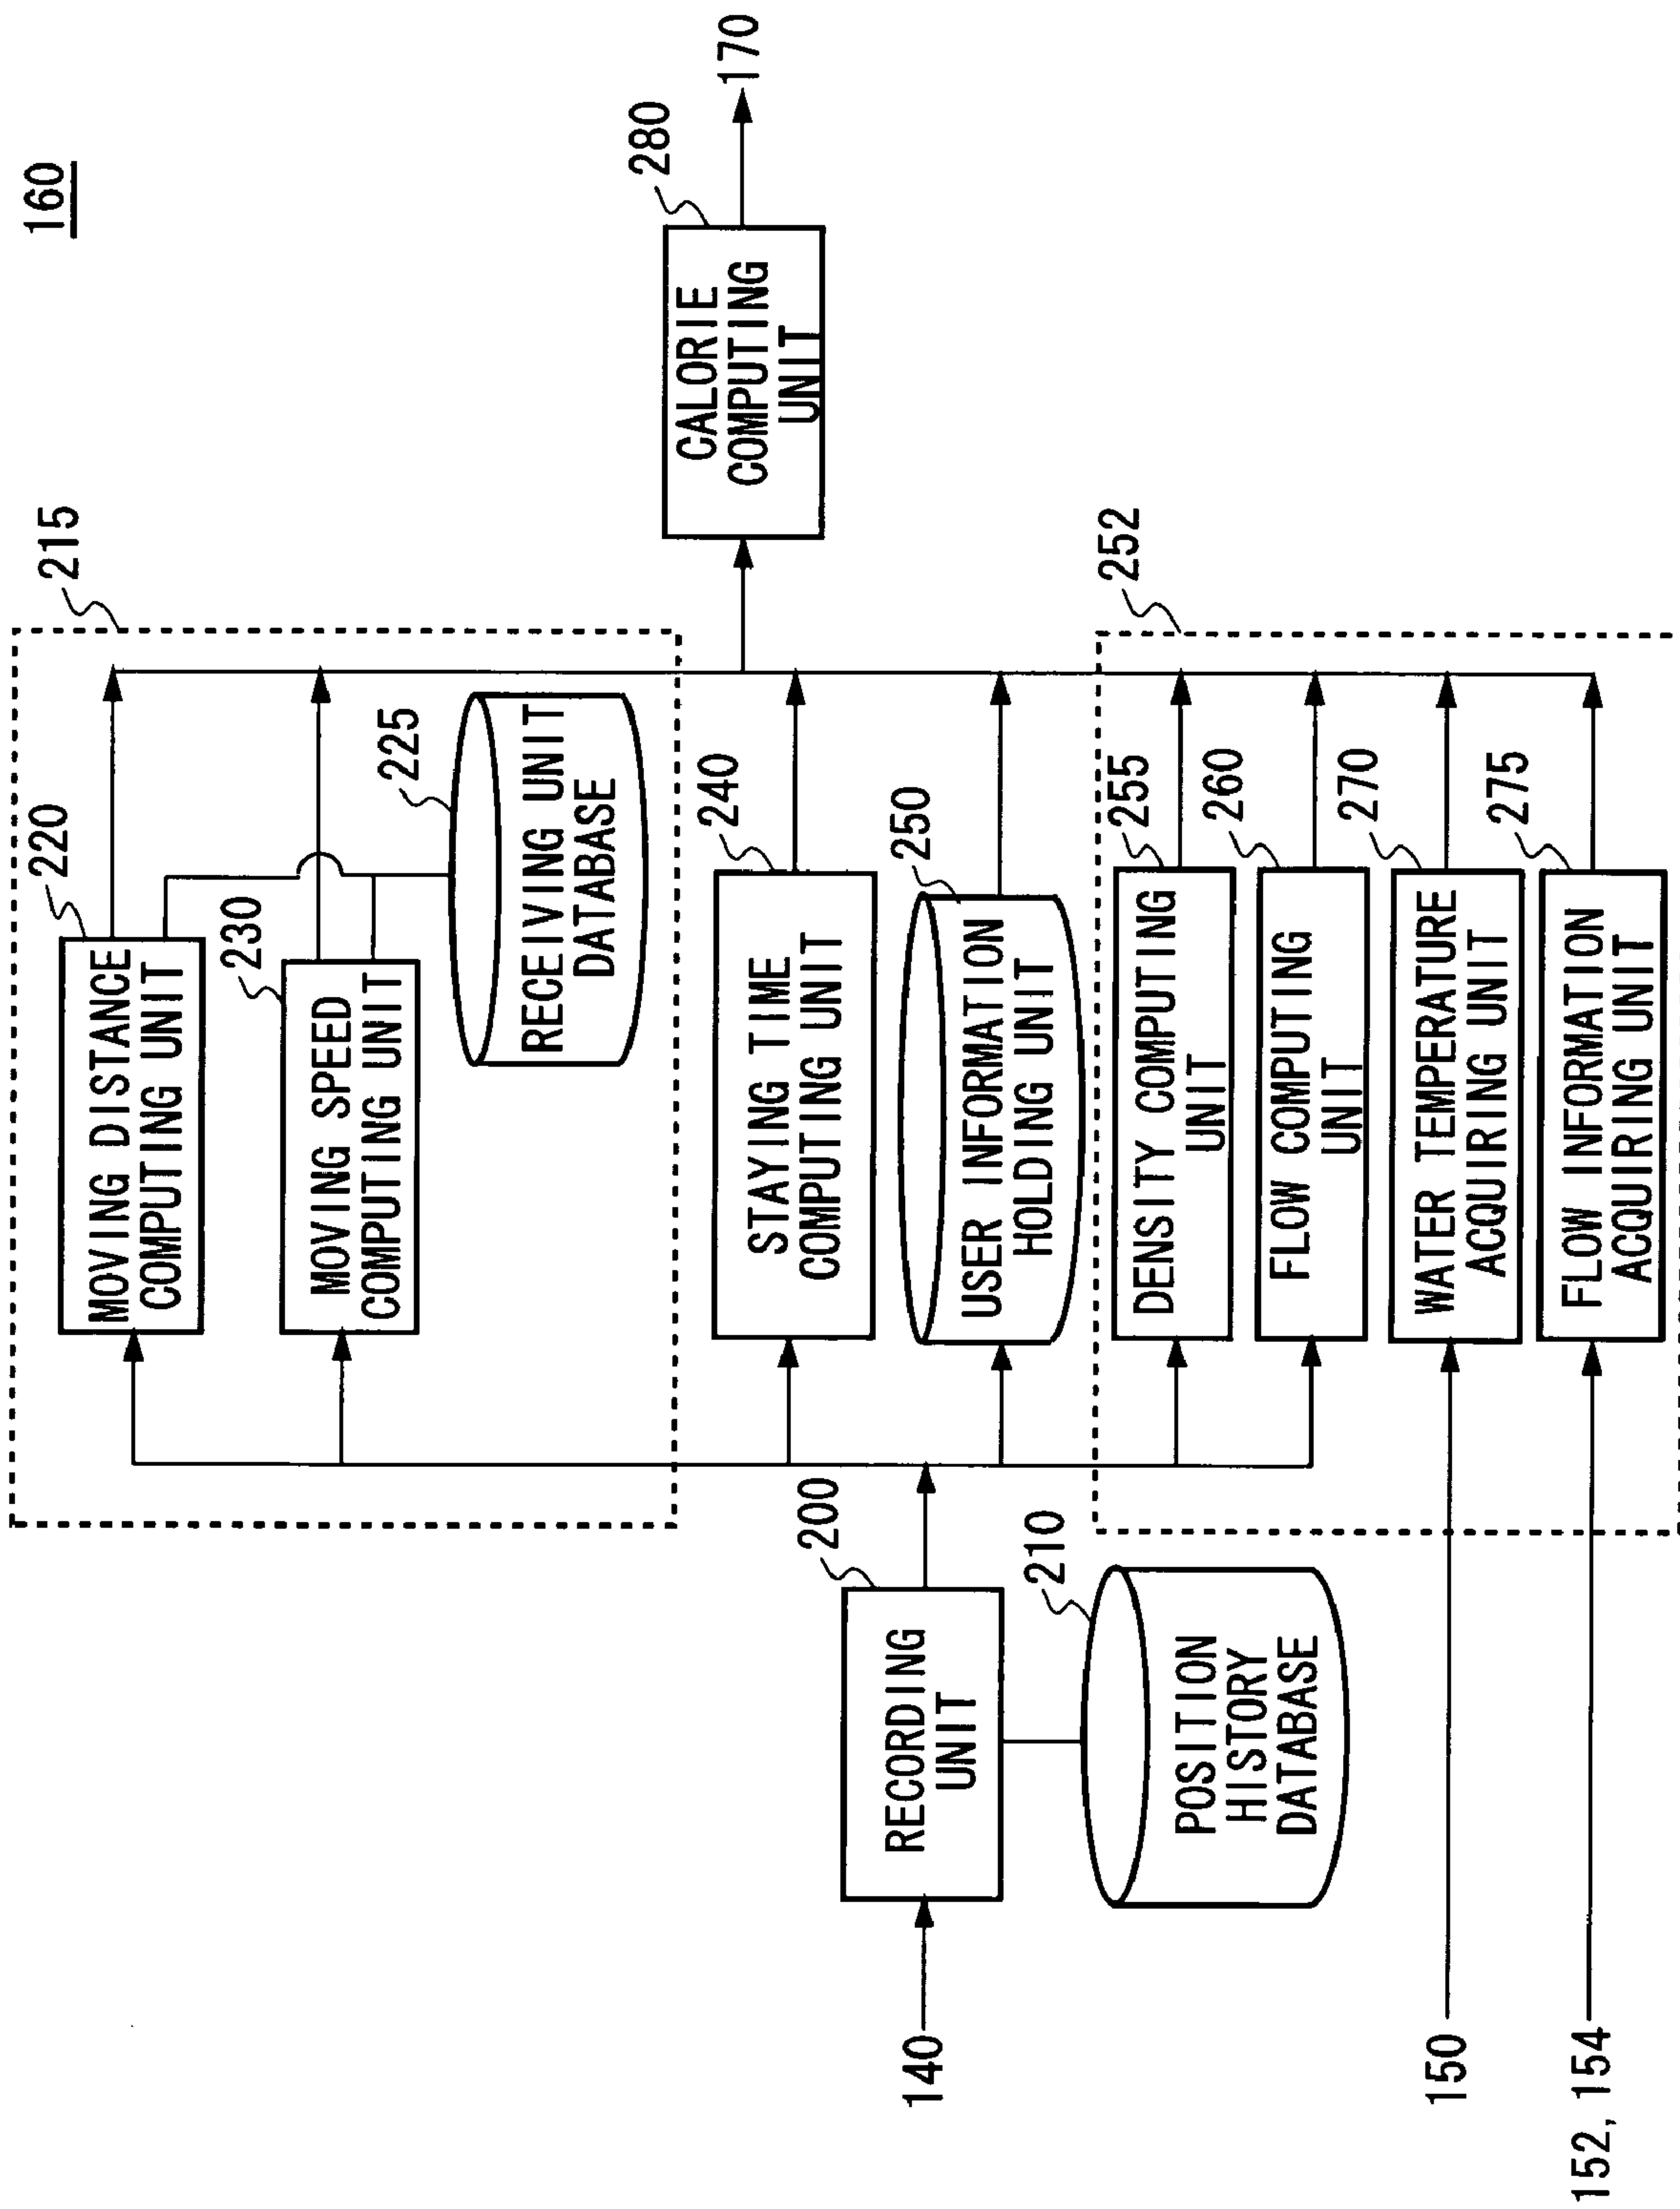 160
215
220
MOVING DISTANCE
COMPUTING UNIT
230
MOVING SPEED
COMPUTING UNIT
225
RECEIVING UNIT
DATABASE
280
CALORIE
COMPUTING
UNIT
170
240
STAYING TIME
COMPUTING UNIT
140
200
RECORDING
UNIT
250
USER INFORMATION
HOLDING UNIT
210
POSITION
HISTORY
DATABASE
252
255
DENSITY COMPUTING
UNIT
260
FLOW COMPUTING
UNIT
150
270
WATER TEMPERATURE
ACQUIRING UNIT
152, 154
275
FLOW INFORMATION
ACQUIRING UNIT